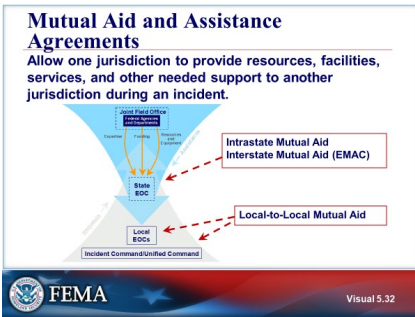 Mutual Aid and Assistance
Agreements
Allow one jurisdiction to provide resources, facilities,
services, and other needed support to another
jurisdiction during an incident.
Joint Field Office
Federal Agencies
and Departments
Expertise Funding Resources
and
Equipment
State
EOC
Intrastate Mutual Aid
Interstate Mutual Aid (EMAC)
Local
EOCs
Local-to-Local Mutual Aid
Incident Command/Unified Command
FEMA
Visual 5.32